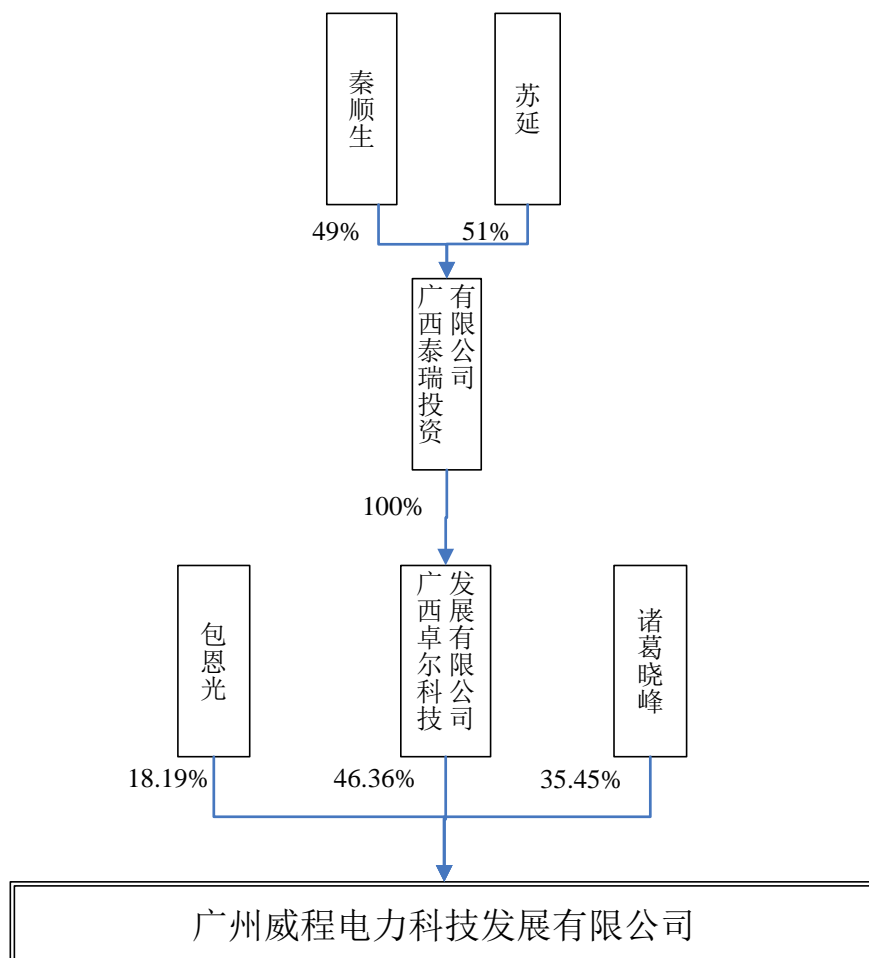 秦顺生
苏延
49%
51%
广西泰瑞投资
有限公司
100%
包恩光
广西卓尔科技
发展有限公司
诸葛晓峰
18.19%
46.36%
35.45%
广州威程电力科技发展有限公司